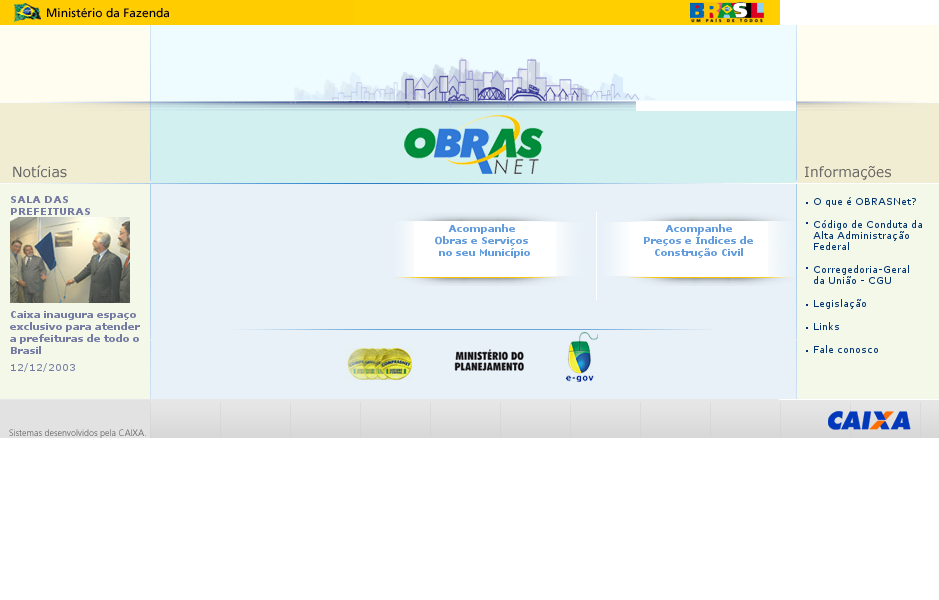 Ministério da Fazenda
BRASIL
UM PAÍS DE TODOS
OBRAS
NET
Notícias
SALA DAS
PREFEITURAS
Caixa inaugura espaço
exclusivo para atender
a prefeituras de todo o
Brasil
12/12/2003
Acompanhe
Obras e Serviços
no seu Município
Acompanhe
Preços e Índices de
Construção Civil
MINISTÉRIO DO
PLANEJAMENTO
e-gov
Informações
O que é OBRASNet?
Código de Conduta da
Alta Administração
Federal
Corregedoria-Geral
da União - CGU
Legislação
Links
Fale conosco
Sistemas desenvolvidos pela CAIXA.
CAIXA